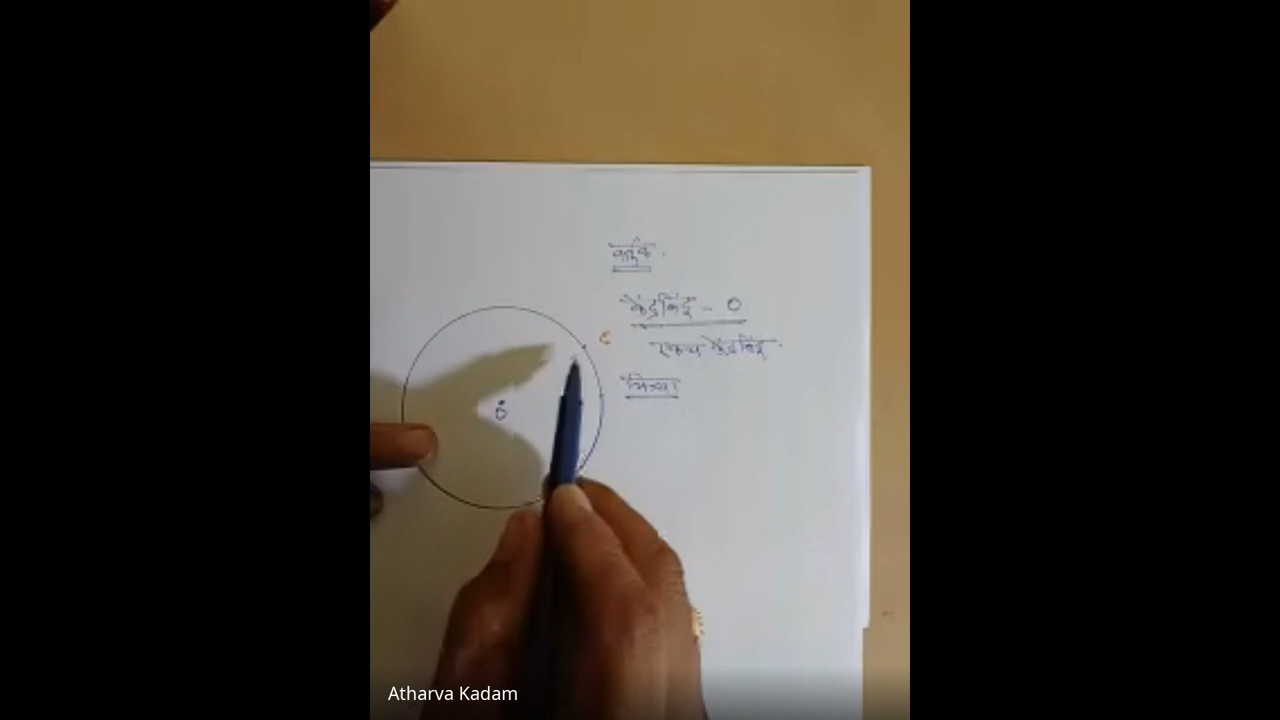 वर्तुळ.
केंद्रबिंदू - O
एकच केंद्रबिंदू.
त्रिज्या
C
O
Atharva Kadam